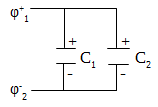 φ⁺₁
+ +
C₁ C₂
- -
φ⁻₂